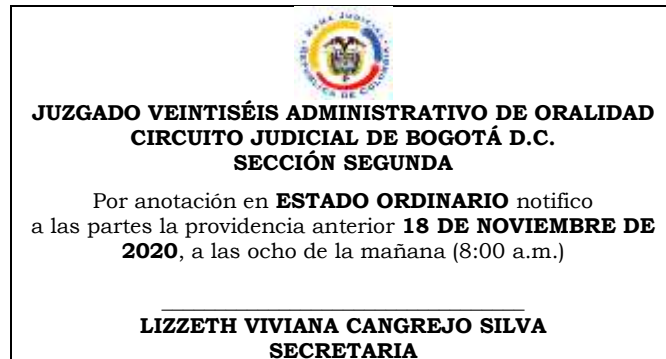 JUZGADO VEINTISÉIS ADMINISTRATIVO DE ORALIDAD
CIRCUITO JUDICIAL DE BOGOTÁ D.C.
SECCIÓN SEGUNDA
Por anotación en ESTADO ORDINARIO notifico
a las partes la providencia anterior 18 DE NOVIEMBRE DE
2020, a las ocho de la mañana (8:00 a.m.)
LIZZETH VIVIANA CANGREJO SILVA
SECRETARIA